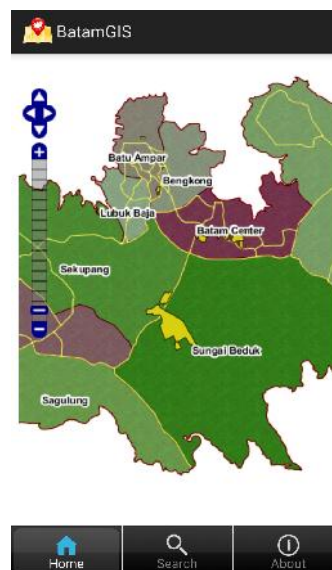 BatamGIS
Batu Ampar
Bengkong
Lubuk Baja
Batam Center
Sekupang
Sungai Beduk
Sagulung
Home
Search
About